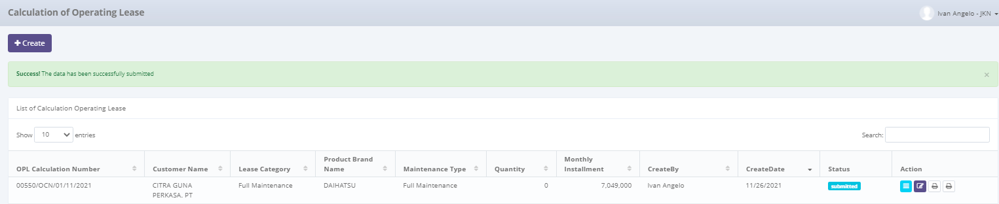 Calculation of Operating Lease
Ivan Angelo - JKN
Create
Success! The data has been successfully submitted
×
List of Calculation Operating Lease
Show 10 entries
Search:
OPL Calculation Number Customer Name Lease Category Product Brand Name Maintenance Type Quantity Monthly Installment CreateBy CreateDate Status Action
00550/OCN/01/11/2021 CITRA GUNA PERKASA. PT Full Maintenance DAIHATSU Full Maintenance 0 7,049,000 Ivan Angelo 11/26/2021 submitted